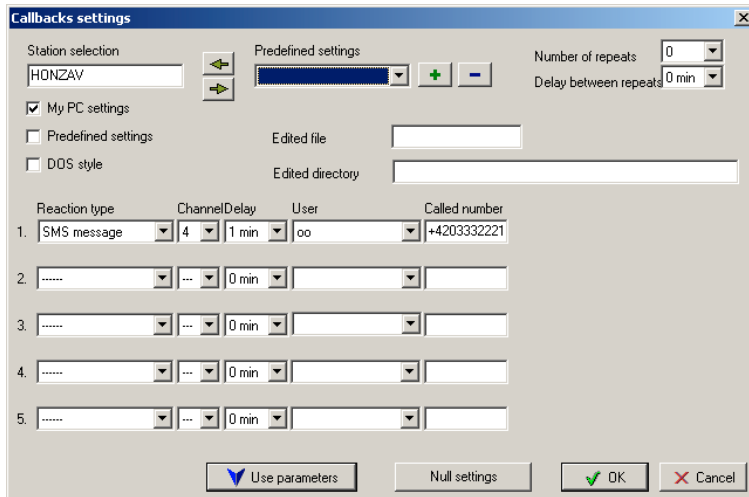 Callbacks settings
Station selection
Predefined settings
Number of repeats 0
HONZAV
Delay between repeats 0 min
My PC settings
Predefined settings
Edited file
DOS style
Edited directory
Reaction type Channel Delay User Called number
1. SMS message 4 1 min oo +4203332221
2. ------ --- 0 min
3. ------ --- 0 min
4. ------ --- 0 min
5. ------ --- 0 min
Use parameters Null settings OK Cancel